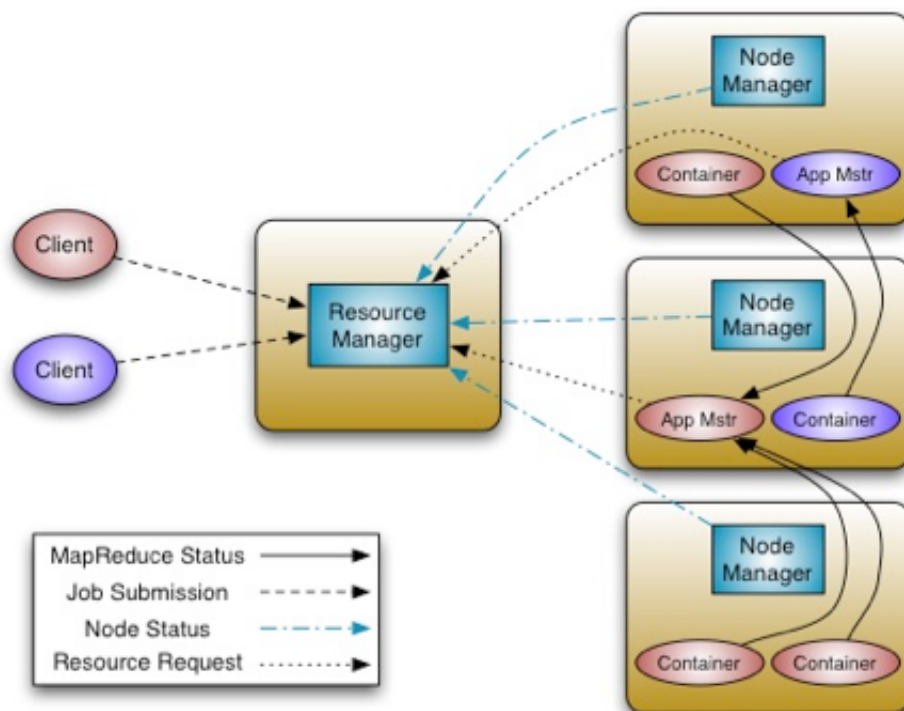 Node
Manager
Container
App Mstr
Client
Resource
Manager
Node
Manager
Client
App Mstr
Container
MapReduce Status
Job Submission
Node Status
Resource Request
Node
Manager
Container
Container